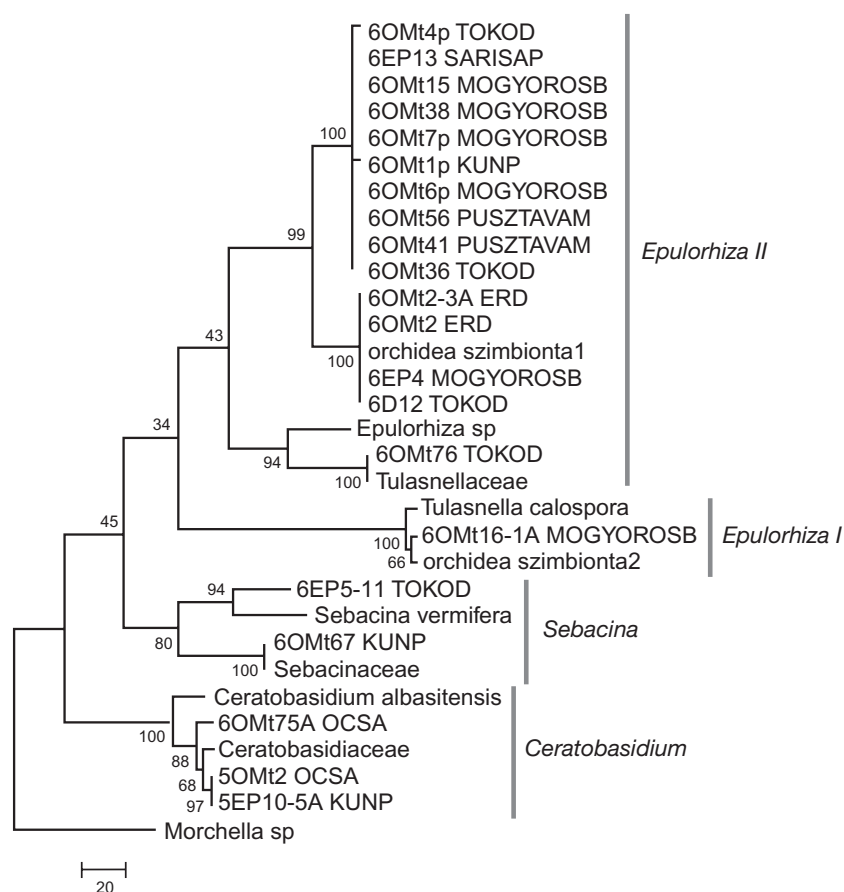 6OMt4p TOKOD
6EP13 SARISAP
6OMt15 MOGYOROSB
6OMt38 MOGYOROSB
100
6OMt7p MOGYOROSB
6OMt1p KUNP
6OMt6p MOGYOROSB
6OMt56 PUSZTAVAM
99
6OMt41 PUSZTAVAM
Epulorhiza II
6OMt36 TOKOD
6OMt2-3A ERD
6OMt2 ERD
43
orchidea szimbionta1
100
6EP4 MOGYOROSB
6D12 TOKOD
34
Epulorhiza sp
6OMt76 TOKOD
94
100
Tulasnellaceae
Tulasnella calospora
45
6OMt16-1A MOGYOROSB
Epulorhiza I
100
66
orchidea szimbionta2
94
6EP5-11 TOKOD
Sebacina vermifera
Sebacina
80
6OMt67 KUNP
100
Sebacinaceae
Ceratobasidium albasitensis
100
6OMt75A OCSA
88
Ceratobasidiaceae
Ceratobasidium
68
5OMt2 OCSA
97
5EP10-5A KUNP
Morchella sp
20